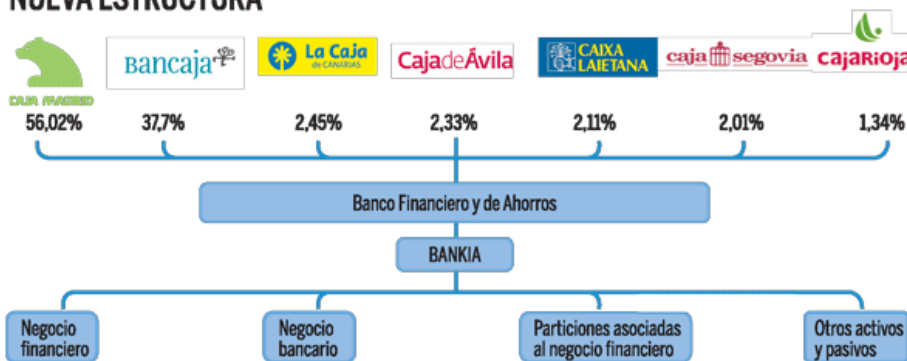 NUEVA ESTRUCTURA
CAJA MADRID
Bancaja
La Caja
de CANARIAS
CajadeÁvila
CAIXA
LAIETANA
caja segovia
cajaRioja
56,02% 37,7% 2,45% 2,33% 2,11% 2,01% 1,34%
Banco Financiero y de Ahorros
BANKIA
Negocio
financiero
Negocio
bancario
Particiones asociadas
al negocio financiero
Otros activos
y pasivos